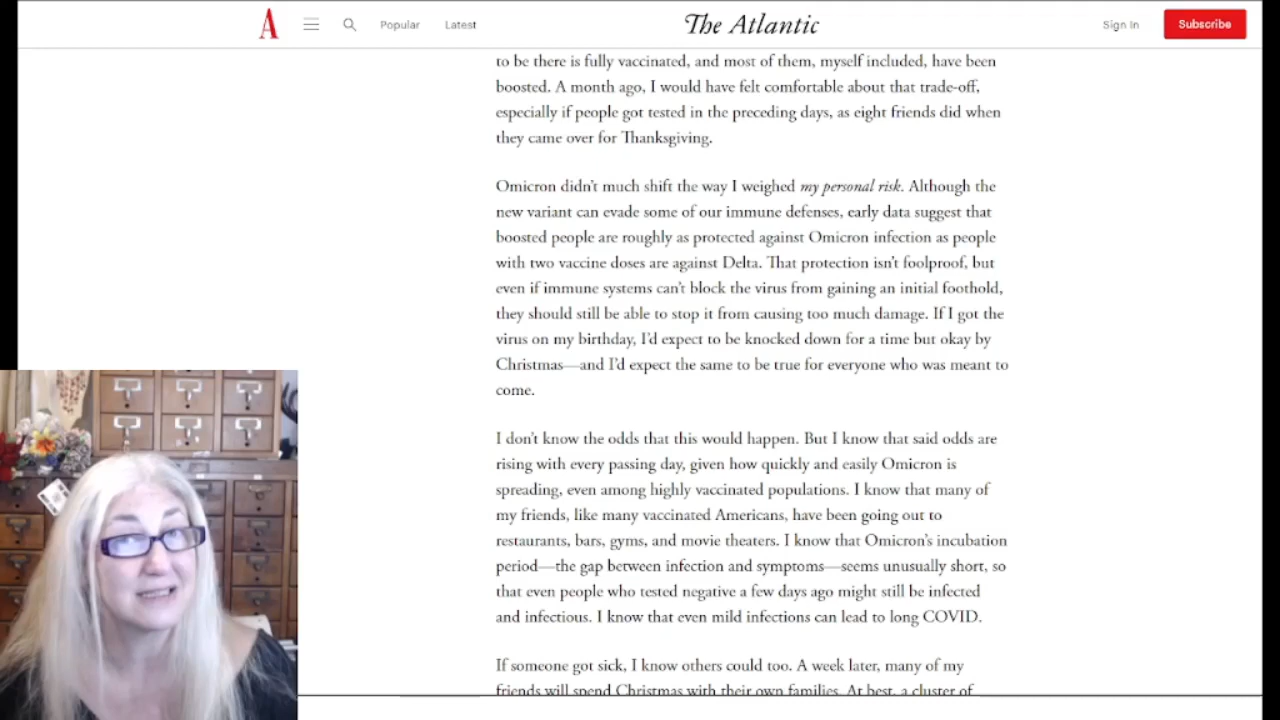 A
Popular
Latest
The Atlantic
Sign In
Subscribe
to be there is fully vaccinated, and most of them, myself included, have been
boosted. A month ago, I would have felt comfortable about that trade-off,
especially if people got tested in the preceding days, as eight friends did when
they came over for Thanksgiving.
Omicron didn't much shift the way I weighed my personal risk. Although the
new variant can evade some of our immune defenses, early data suggest that
boosted people are roughly as protected against Omicron infection as people
with two vaccine doses are against Delta. That protection isn't foolproof, but
even if immune systems can't block the virus from gaining an initial foothold,
they should still be able to stop it from causing too much damage. If I got the
virus on my birthday, I'd expect to be knocked down for a time but okay by
Christmas—and I'd expect the same to be true for everyone who was meant to
come.
I don't know the odds that this would happen. But I know that said odds are
rising with every passing day, given how quickly and easily Omicron is
spreading, even among highly vaccinated populations. I know that many of
my friends, like many vaccinated Americans, have been going out to
restaurants, bars, gyms, and movie theaters. I know that Omicron's incubation
period—the gap between infection and symptoms—seems unusually short, so
that even people who tested negative a few days ago might still be infected
and infectious. I know that even mild infections can lead to long COVID.
If someone got sick, I know others could too. A week later, many of my
friends will spend Christmas with their own families. At best, a cluster of